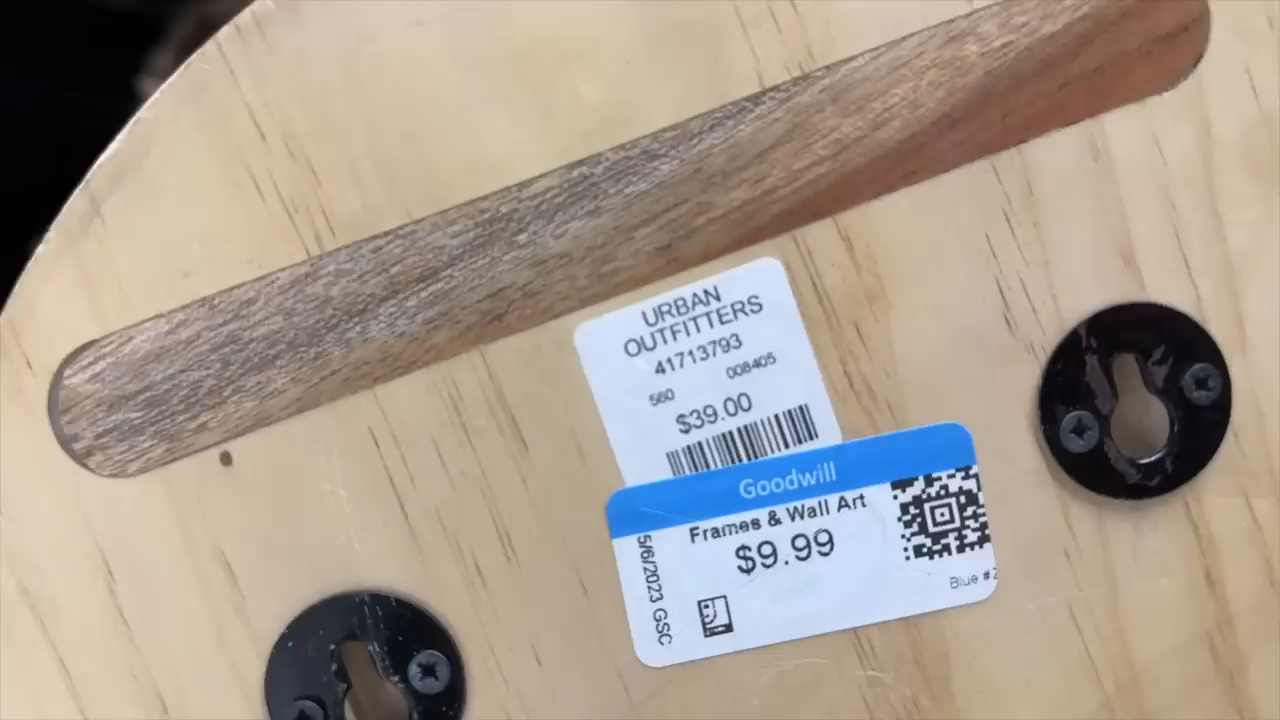 URBAN
OUTFITTERS
41713793
560 008405
$39.00
Goodwill
Frames & Wall Art
$9.99
5/6/2023 GSC
Blue #2